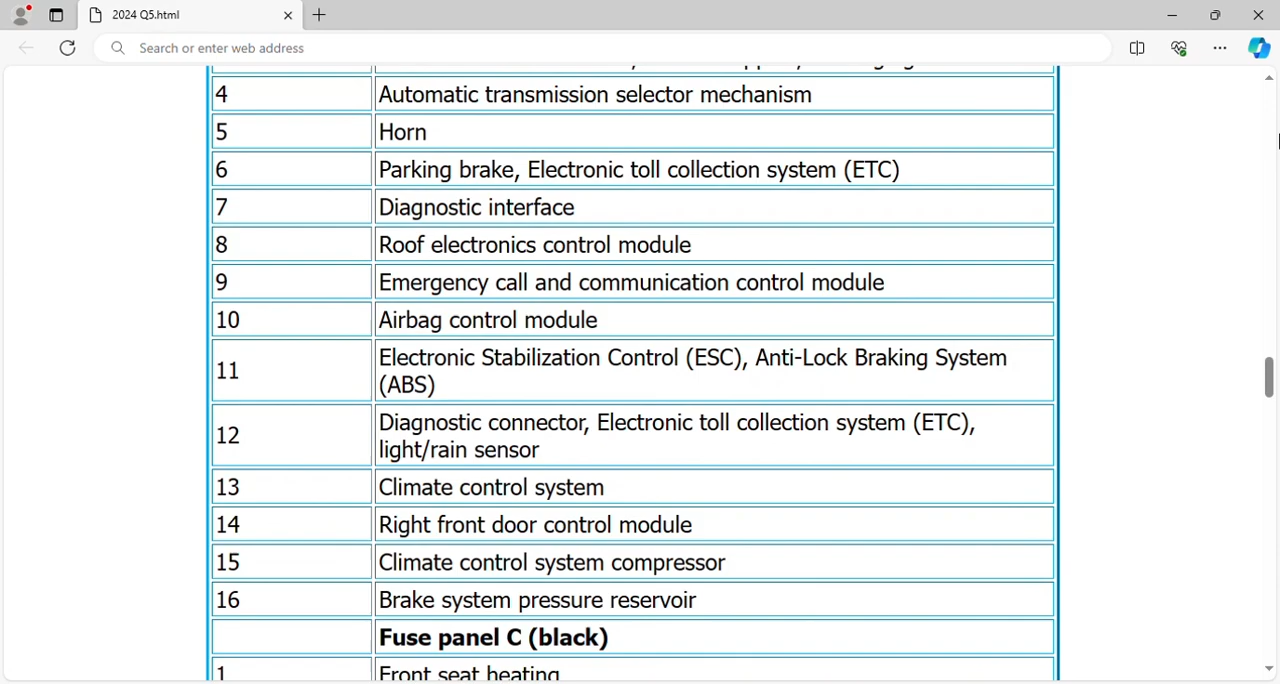 2024 Q5.html
Search or enter web address
4 Automatic transmission selector mechanism
5 Horn
6 Parking brake, Electronic toll collection system (ETC)
7 Diagnostic interface
8 Roof electronics control module
9 Emergency call and communication control module
10 Airbag control module
11 Electronic Stabilization Control (ESC), Anti-Lock Braking System
(ABS)
12 Diagnostic connector, Electronic toll collection system (ETC),
light/rain sensor
13 Climate control system
14 Right front door control module
15 Climate control system compressor
16 Brake system pressure reservoir
Fuse panel C (black)
1 Front seat heating